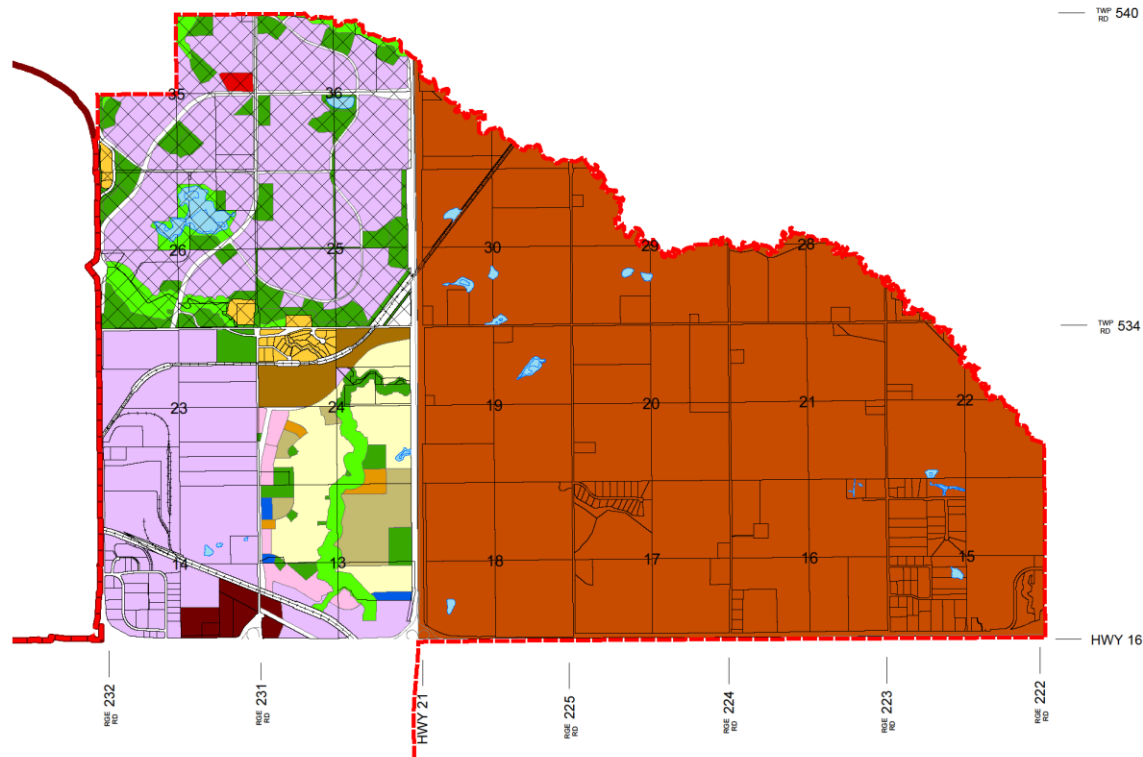 TWP
RD 540
35
36
30
26
25
29
28
TWP
RD 534
23
24
19
20
21
22
14
13
18
17
16
15
HWY 16
RGE
RD 232
RGE
RD 231
HWY 21
RGE
RD 225
RGE
RD 224
RGE
RD 223
RGE
RD 222